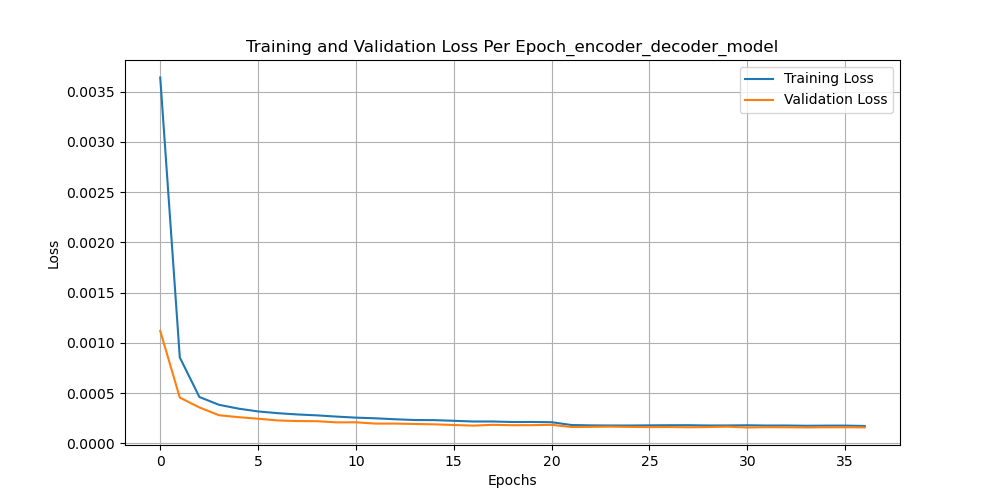 Training and Validation Loss Per Epoch_encoder_decoder_model
Training Loss
Validation Loss
0.0035
0.0030
0.0025
0.0020
0.0015
0.0010
0.0005
0.0000
Loss
0 5 10 15 20 25 30 35
Epochs